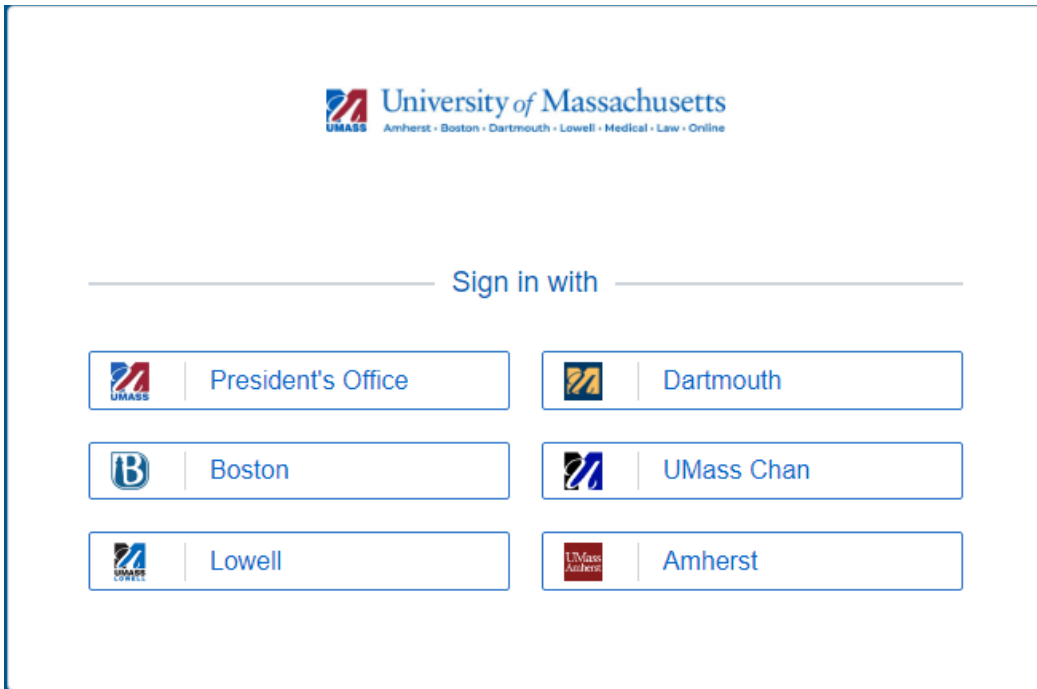 UMASS
University of Massachusetts
Amherst • Boston • Dartmouth • Lowell • Medical • Law • Online
Sign in with
UMASS
President's Office
Dartmouth
B
Boston
UMass Chan
UMASS
LOWELL
Lowell
UMass
Amherst
Amherst